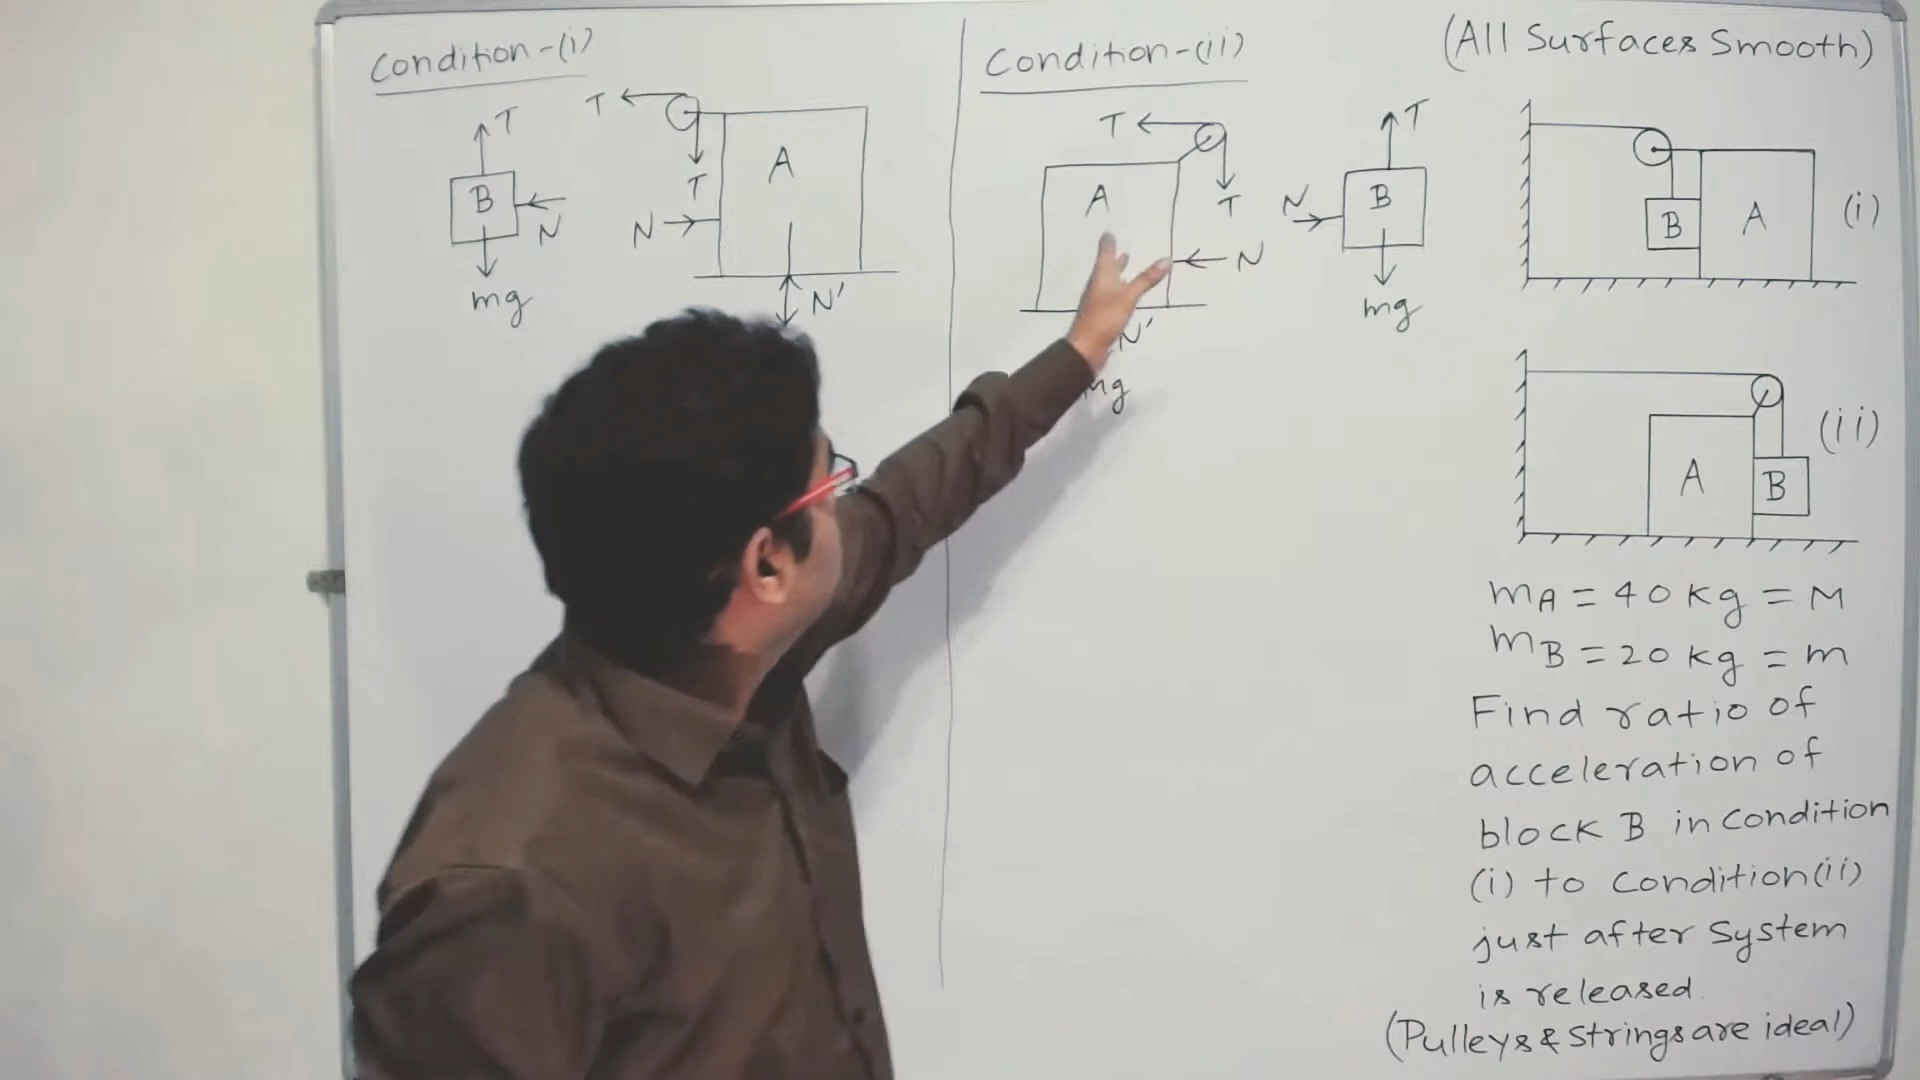 Condition-(i)
T
B
N
mg
T
T
N
A
N'
Condition-(ii)
T
T
A
N
N'
mg
T
N
B
mg
(All Surfaces Smooth)
B
A
(i)
A
B
(ii)
mA = 40 kg = M
mB = 20 kg = m
Find ratio of
acceleration of
block B in condition
(i) to condition(ii)
just after system
is released.
(Pulleys & strings are ideal)